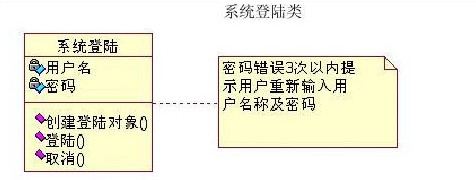 系统登陆类
系统登陆
用户名
密码
创建登陆对象()
登陆()
取消()
密码错误3次以内提
示用户重新输入用
户名称及密码